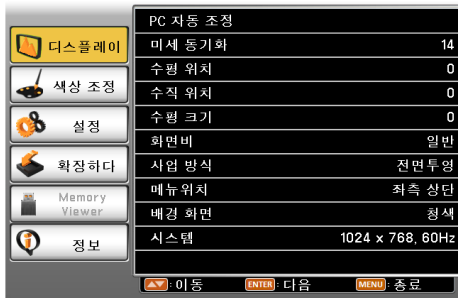 디스플레이
색상 조정
설정
확장하다
Memory
Viewer
정보
PC 자동 조정
미세 동기화 14
수평 위치 0
수직 위치 0
수평 크기 0
화면비 일반
사업 방식 전면투영
메뉴위치 좌측 상단
배경 화면 청색
시스템 1024 x 768, 60Hz
:이동 ENTER :다음 MENU :종료